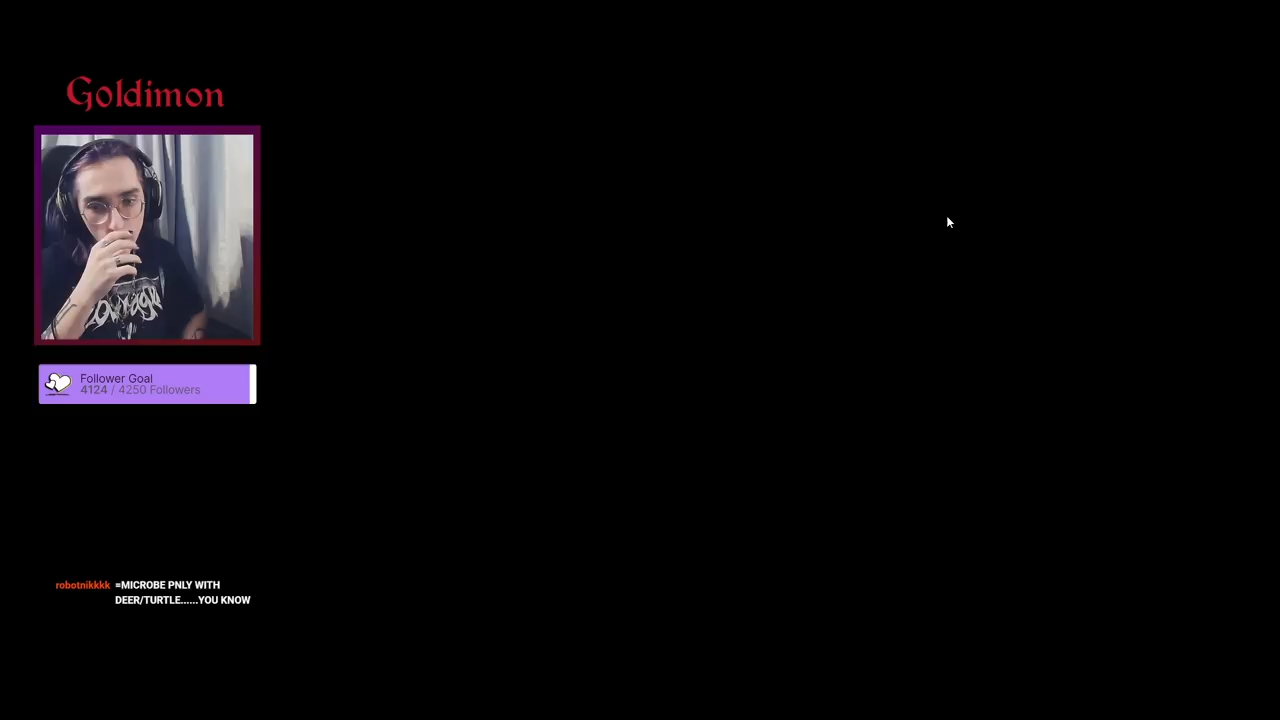 Goldimon
Follower Goal
4124 / 4250 Followers
robotnikkkk =MICROBE PNLY WITH
DEER/TURTLE......YOU KNOW